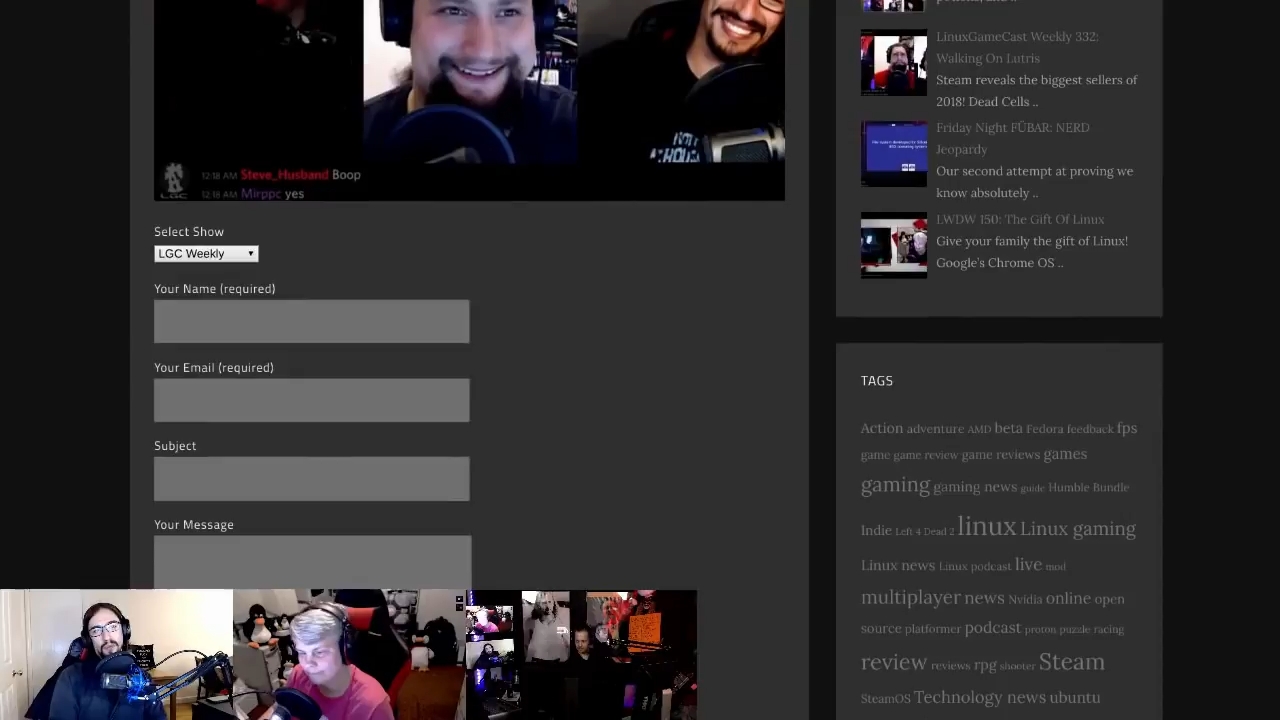 12:18 AM Steve_Husband Boop
LGC
12:18 AM Mirppc yes
Select Show
LGC Weekly
Your Name (required)
Your Email (required)
Subject
Your Message
LinuxGameCast Weekly 332:
Walking On Lutris
Steam reveals the biggest sellers of
2018! Dead Cells ..
Friday Night FÜBAR: NERD
Jeopardy
Our second attempt at proving we
know absolutely ..
LWDW 150: The Gift Of Linux
Give your family the gift of Linux!
Google's Chrome OS ..
TAGS
Action adventure AMD beta Fedora feedback fps
game game review game reviews games
gaming gaming news guide Humble Bundle
Indie Left 4 Dead 2 linux Linux gaming
Linux news Linux podcast live mod
multiplayer news Nvidia online open
source platformer podcast proton puzzle racing
review reviews rpg shooter Steam
SteamOS Technology news ubuntu